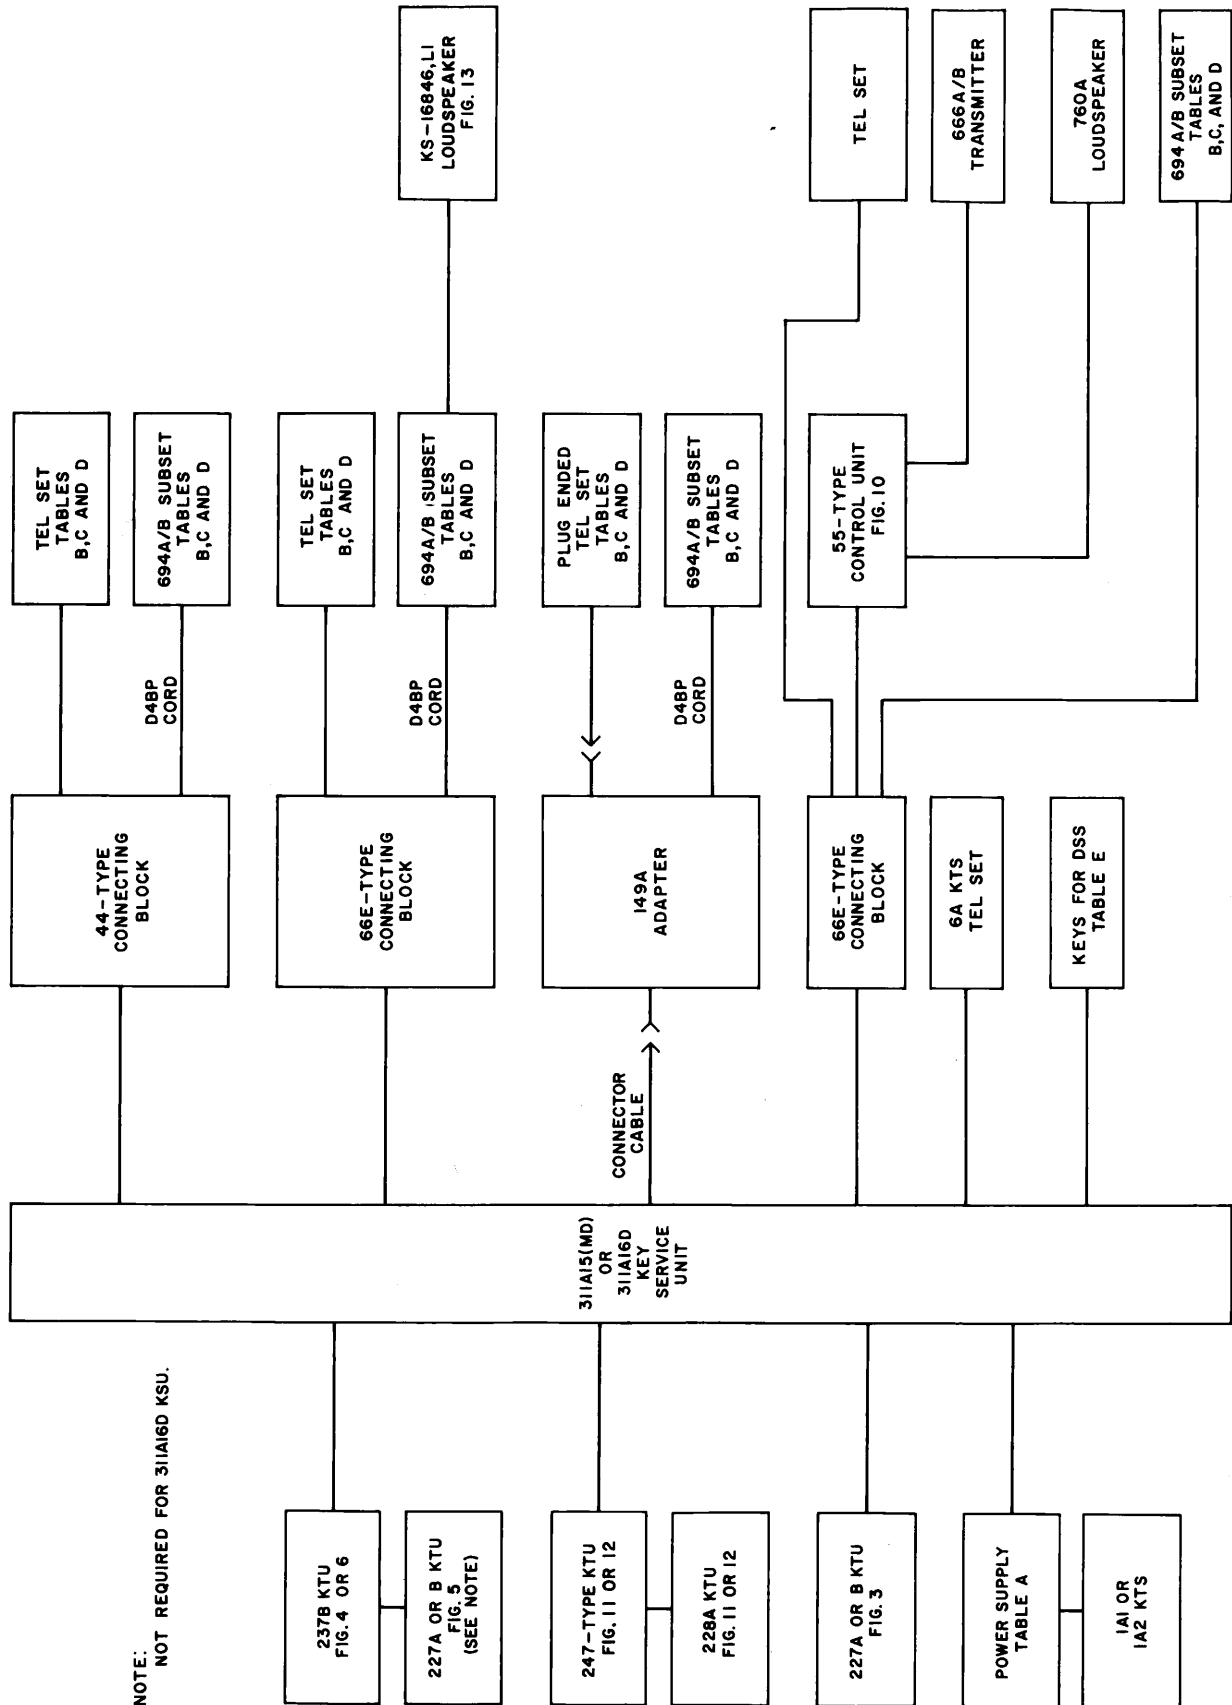 TEL SET
TABLES
B,C AND D
694A/B SUBSET
TABLES
B,C AND D
D4BP
CORD
44-TYPE
CONNECTING
BLOCK
KS-16846,L1
LOUDSPEAKER
FIG. 13
TEL SET
TABLES
B,C AND D
694A/B SUBSET
TABLES
B,C AND D
D4BP
CORD
66E-TYPE
CONNECTING
BLOCK
PLUG ENDED
TEL SET
TABLES
B,C AND D
694A/B SUBSET
TABLES
B,C AND D
D4BP
CORD
149A
ADAPTER
CONNECTOR
CABLE
TEL SET
666A/B
TRANSMITTER
760A
LOUDSPEAKER
694A/B SUBSET
TABLES
B,C, AND D
55-TYPE
CONTROL UNIT
FIG. 10
66E-TYPE
CONNECTING
BLOCK
6A KTS
TEL SET
KEYS FOR DSS
TABLE E
311A15(MD)
OR
311A16D
KEY
SERVICE
UNIT
NOTE:
NOT REQUIRED FOR 311A16D KSU.
237B KTU
FIG. 4 OR 6
227A OR B KTU
FIG. 5
(SEE NOTE)
247-TYPE KTU
FIG. 11 OR 12
228A KTU
FIG. 11 OR 12
227A OR B KTU
FIG. 3
POWER SUPPLY
TABLE A
1A1 OR
1A2 KTS